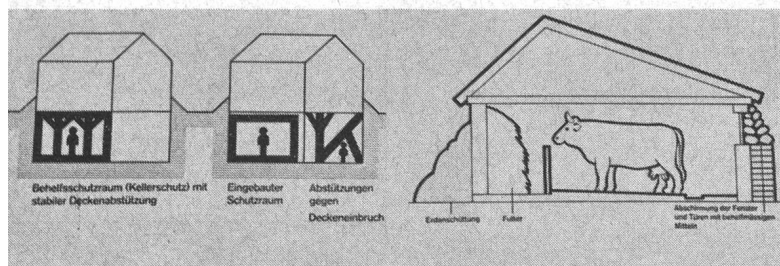 Behelfsschutzraum (Kellerschutz) mit
stabiler Deckenabstützung
Eingebauter
Schutzraum
Abstützungen
gegen
Deckeneinbruch
Erdanschüttung
Futter
Abschirmung der Fenster
und Türen mit behelfsmässigen
Mitteln